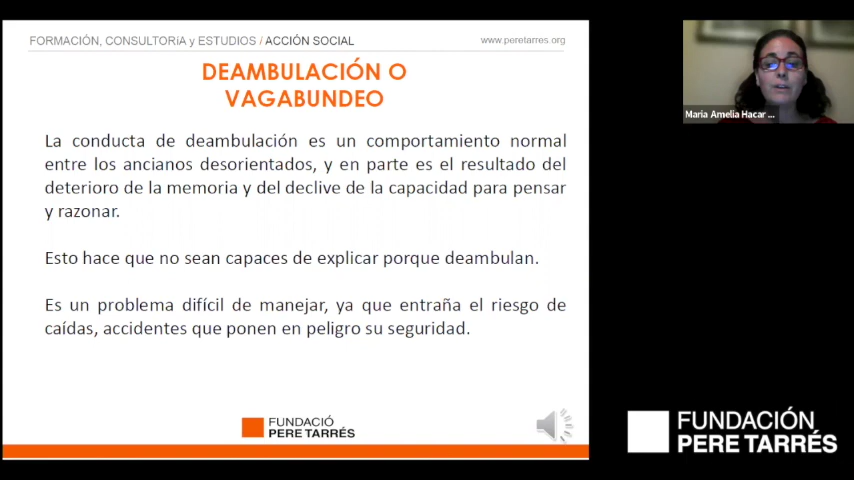 FORMACIÓN, CONSULTORíA y ESTUDIOS / ACCIÓN SOCIAL
www.peretarres.org
DEAMBULACIÓN O
VAGABUNDEO
La conducta de deambulación es un comportamiento normal
entre los ancianos desorientados, y en parte es el resultado del
deterioro de la memoria y del declive de la capacidad para pensar
y razonar.
Esto hace que no sean capaces de explicar porque deambulan.
Es un problema difícil de manejar, ya que entraña el riesgo de
caídas, accidentes que ponen en peligro su seguridad.
FUNDACIÓ
PERE TARRÉS
Maria Amelia Hacar ...
FUNDACIÓN
PERE TARRÉS